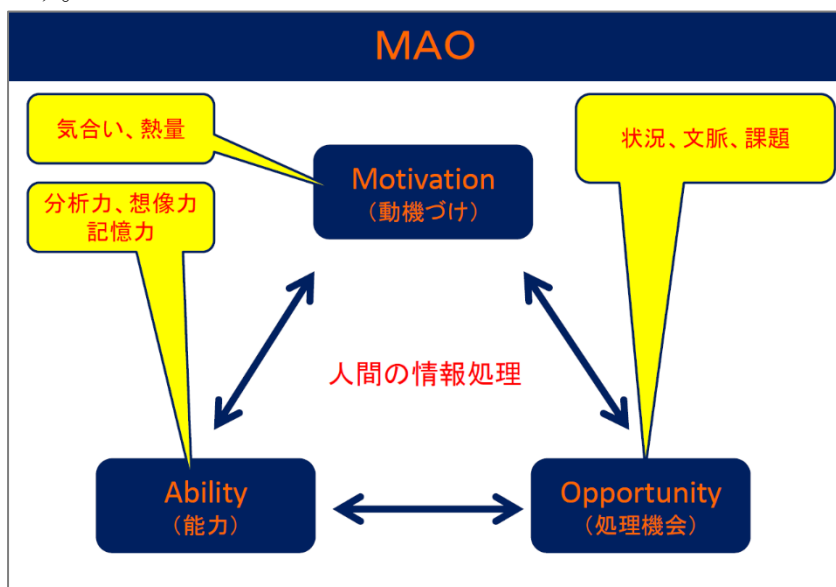 MAO
気合い、熱量
状況、文脈、課題
Motivation
(動機づけ)
分析力、想像力
記憶力
人間の情報処理
Ability
(能力)
Opportunity
(処理機会)